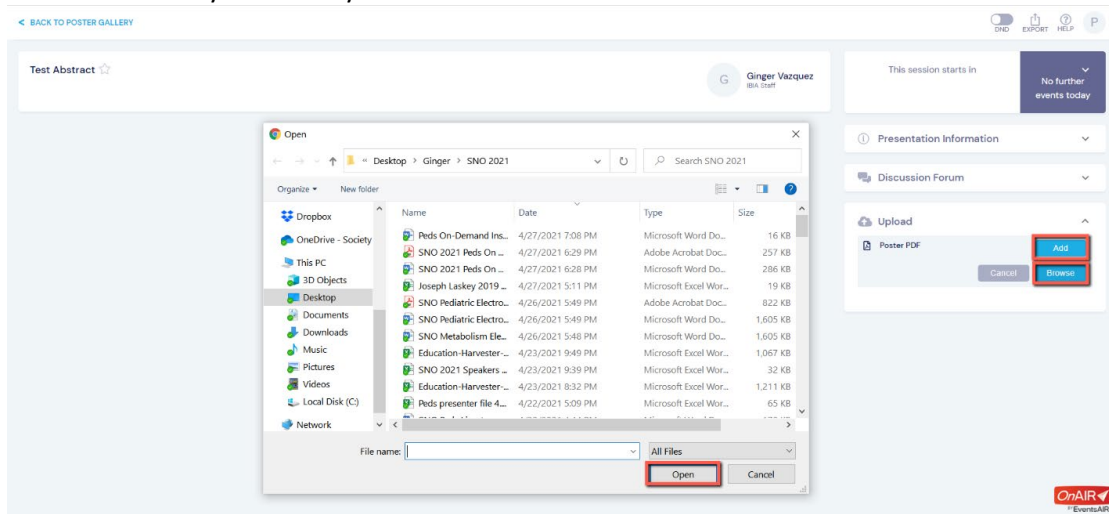 < BACK TO POSTER GALLERY
DND EXPORT HELP P
Test Abstract
G Ginger Vazquez
IBIA Staff
This session starts in
No further
events today
Presentation Information
Discussion Forum
Upload
Poster PDF Add
Cancel Browse
Open
« Desktop > Ginger > SNO 2021 Search SNO 2021
Organize New folder
Dropbox
OneDrive - Society
This PC
3D Objects
Desktop
Documents
Downloads
Music
Pictures
Videos
Local Disk (C:)
Network
Name Date Type Size
Peds On-Demand Ins... 4/27/2021 7:08 PM Microsoft Word Do... 16 KB
SNO 2021 Peds On ... 4/27/2021 6:29 PM Adobe Acrobat Doc... 257 KB
SNO 2021 Peds On ... 4/27/2021 6:28 PM Microsoft Word Do... 286 KB
Joseph Laskey 2019 ... 4/27/2021 5:11 PM Microsoft Excel Wor... 19 KB
SNO Pediatric Electro... 4/26/2021 5:49 PM Adobe Acrobat Doc... 822 KB
SNO Pediatric Electro... 4/26/2021 5:49 PM Microsoft Word Do... 1,605 KB
SNO Metabolism Ele... 4/26/2021 5:48 PM Microsoft Word Do... 1,605 KB
Education-Harvester-... 4/23/2021 9:49 PM Microsoft Excel Wor... 1,067 KB
SNO 2021 Speakers ... 4/23/2021 9:39 PM Microsoft Excel Wor... 32 KB
Education-Harvester-... 4/23/2021 8:32 PM Microsoft Excel Wor... 1,211 KB
Peds presenter file 4... 4/22/2021 5:09 PM Microsoft Excel Wor... 65 KB
File name: All Files
Open Cancel
OnAIR
BY EventsAIR